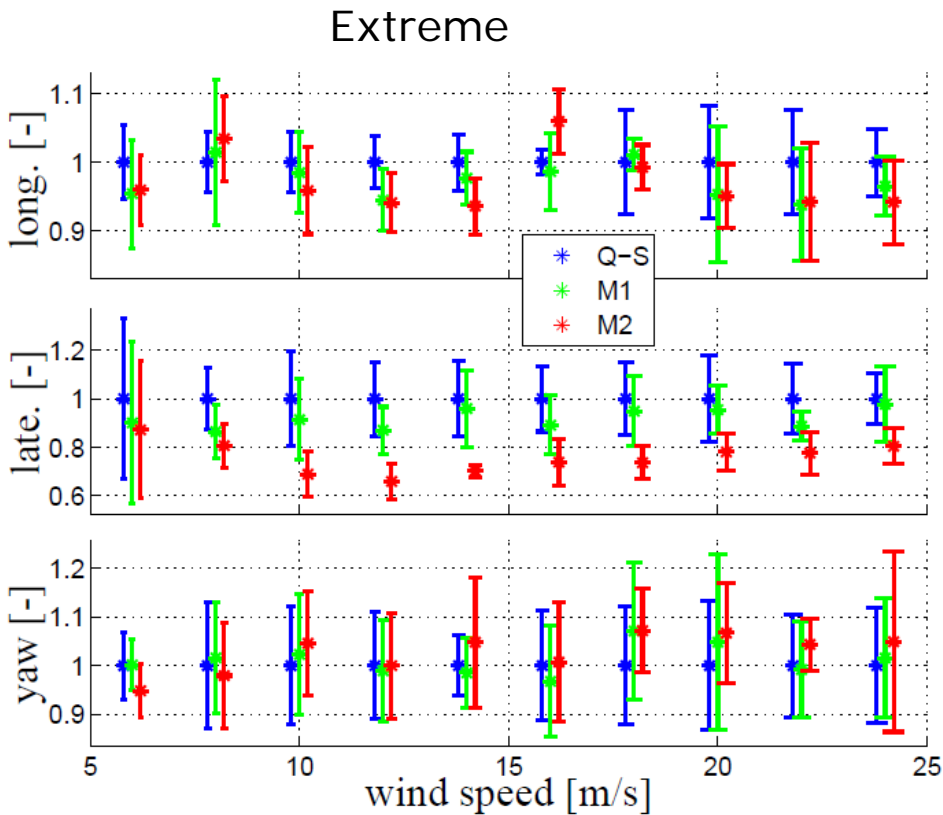 Extreme
long. [-]
1.1
1
0.9
Q-S
M1
M2
late. [-]
1.2
1
0.8
0.6
yaw [-]
1.2
1.1
1
0.9
5 10 15 20 25
wind speed [m/s]